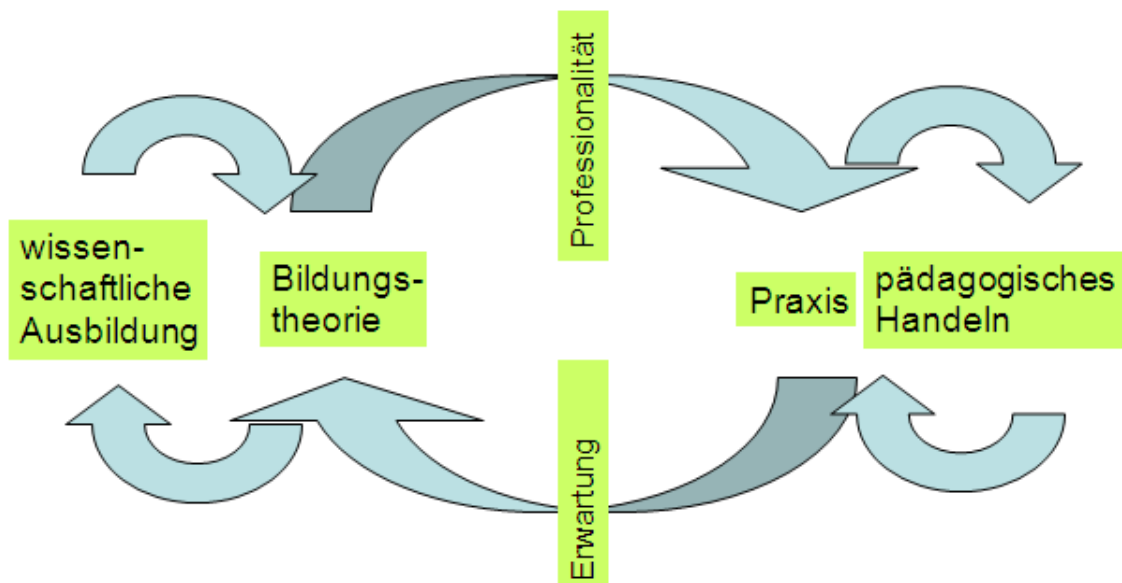 Professionalität
wissen-
schaftliche
Ausbildung
Bildungs-
theorie
Praxis
pädagogisches
Handeln
Erwartung